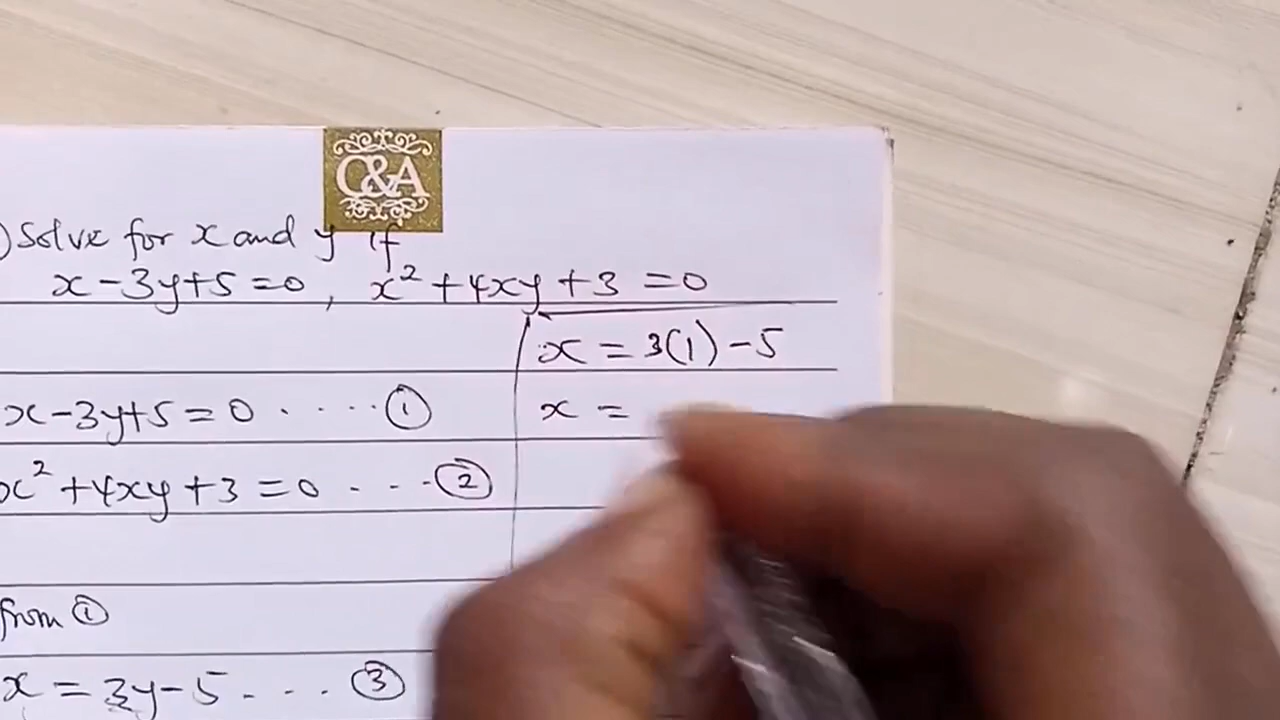 C&A
) Solve for x and y if
x-3y+5=0, x²+4xy+3=0
x-3y+5=0 .....①
x²+4xy+3=0 - - - ②
from ①
x=3y-5 - - - ③
x=3(1)-5
x=